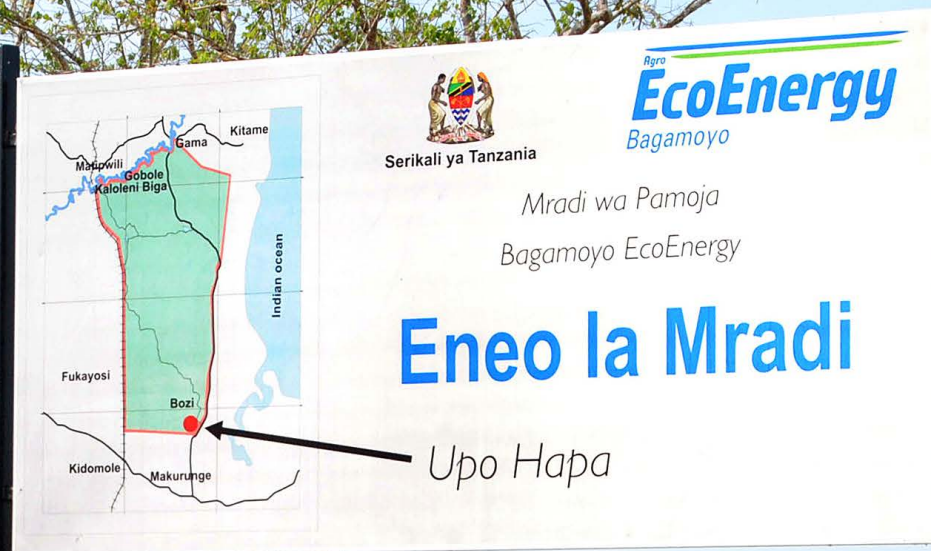 Agro
EcoEnergy
Bagamoyo
Serikali ya Tanzania
Mradi wa Pamoja
Bagamoyo EcoEnergy
Eneo la Mradi
Upo Hapa
Kitame
Gama
Matipwili
Gobole
Kaloleni Biga
Indian ocean
Fukayosi
Bozi
Kidomole
Makurunge